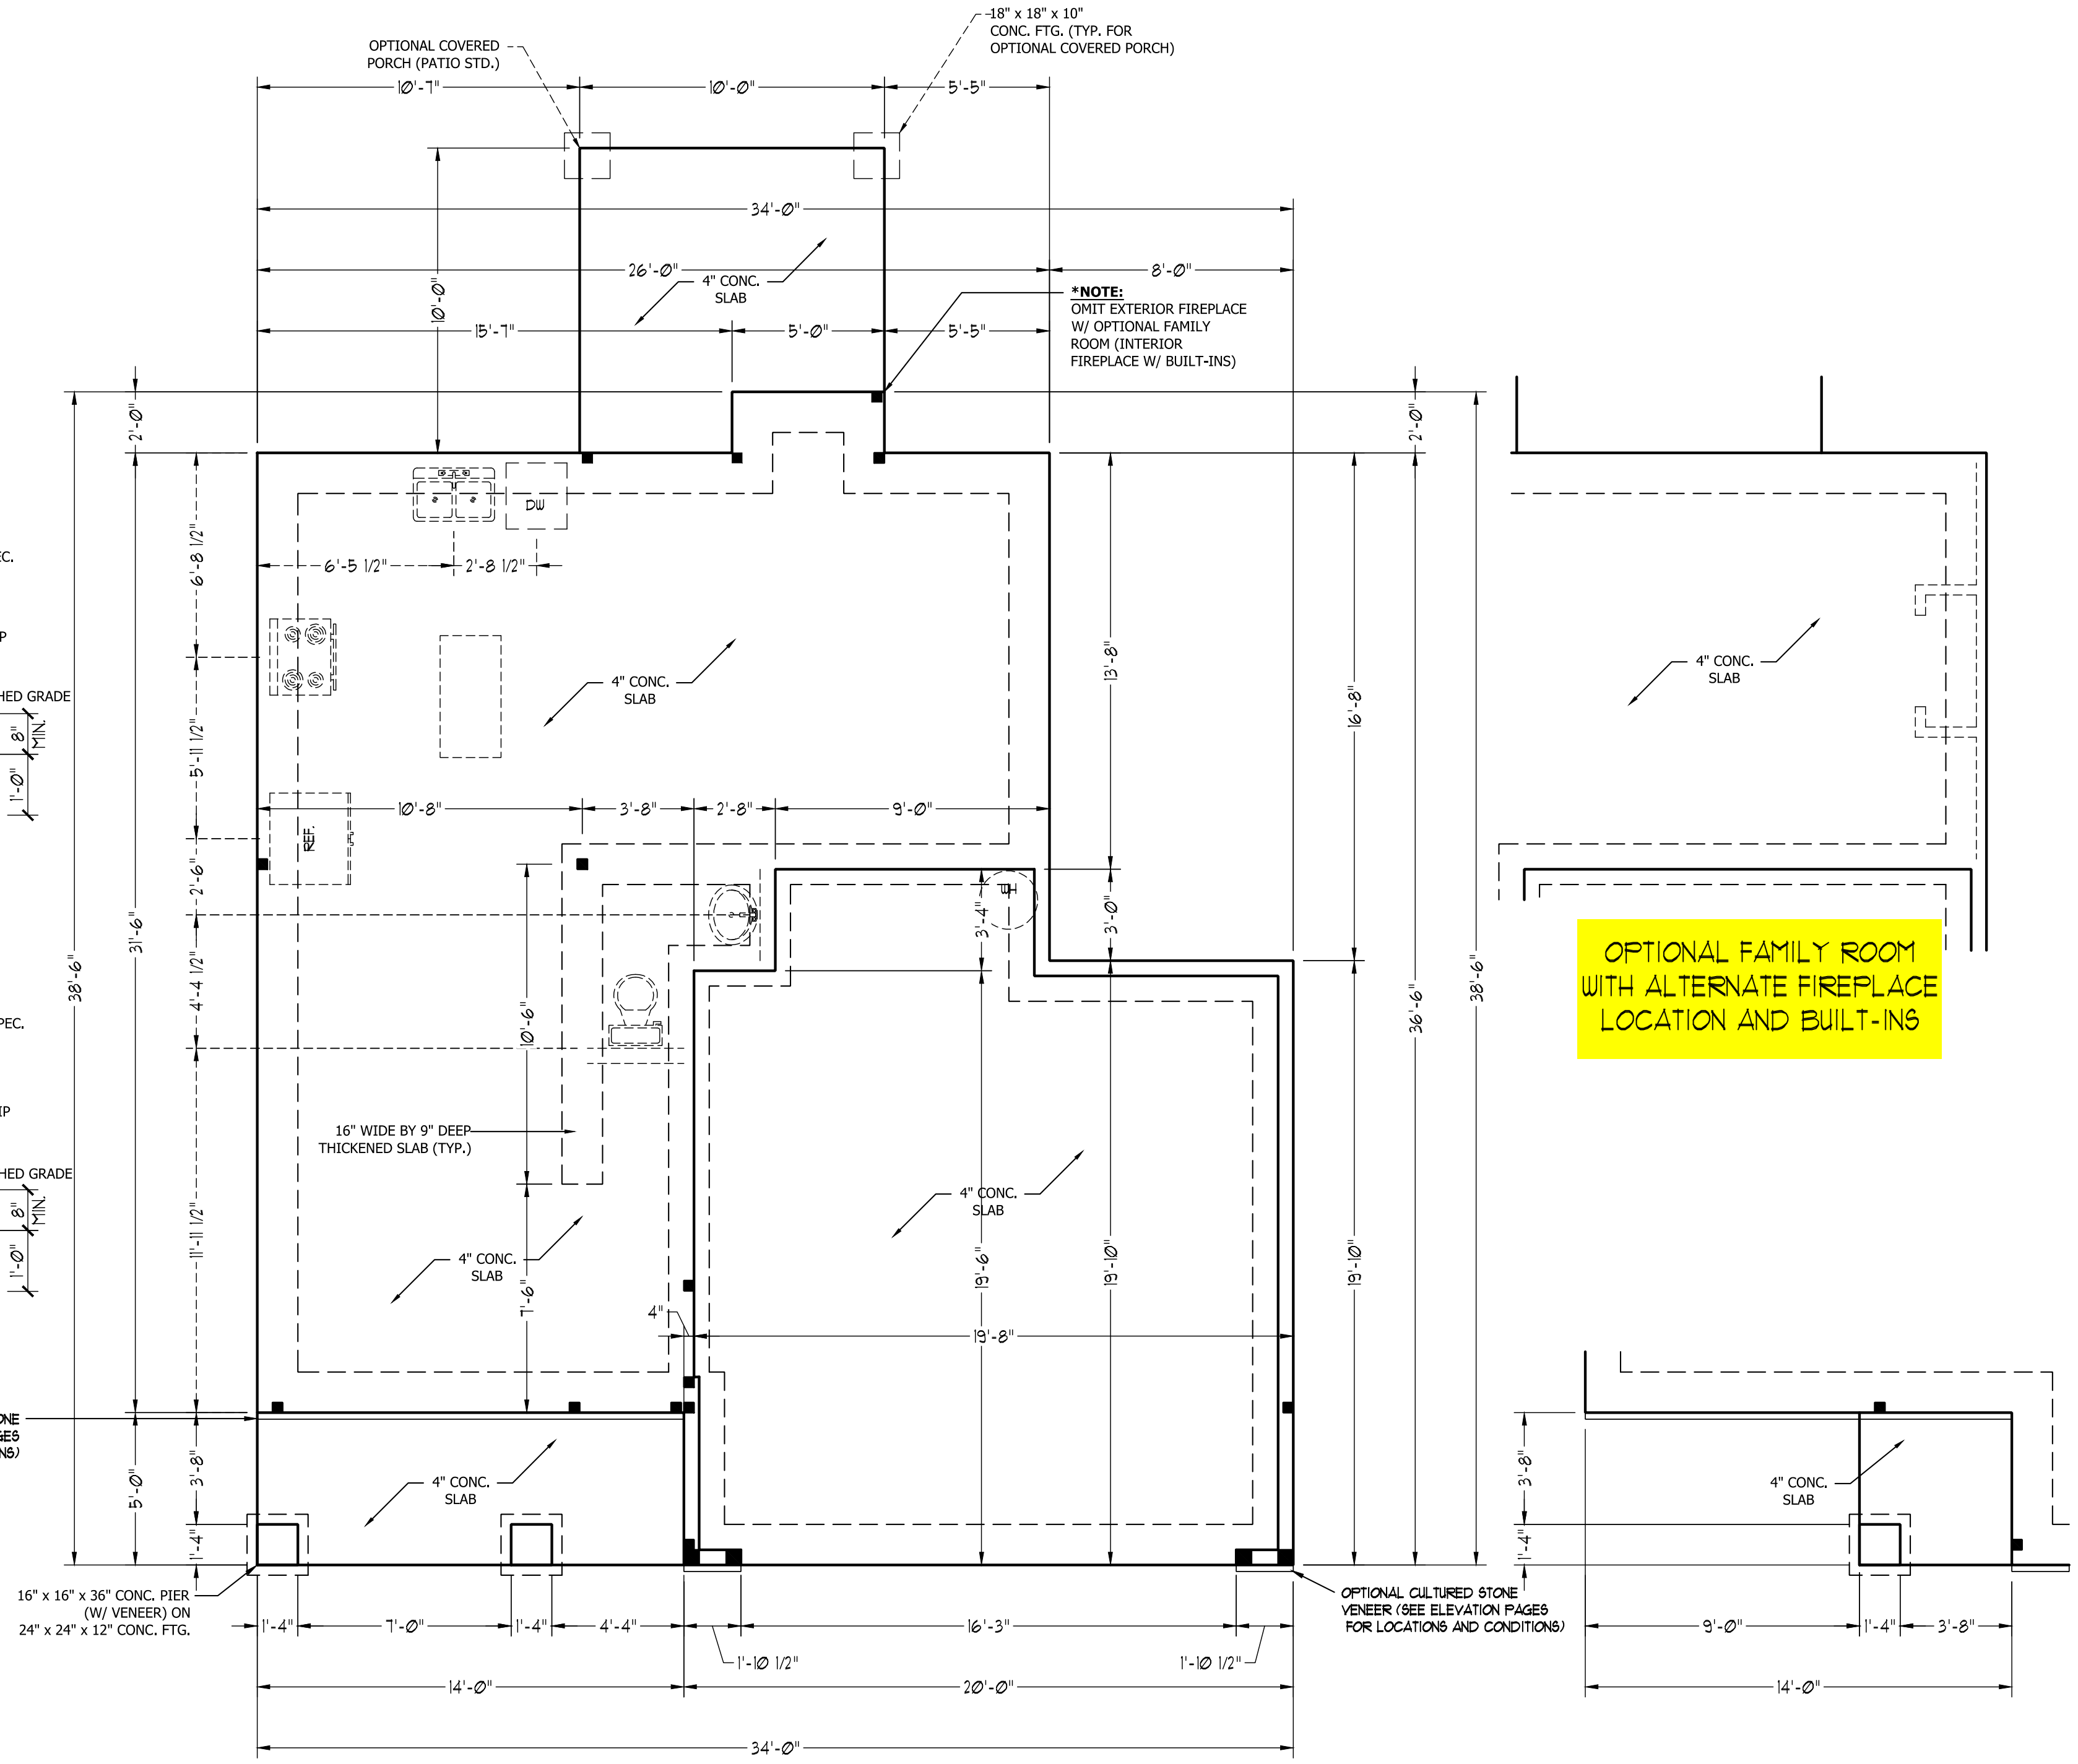 18" x 18" x 10"
CONC. FTG. (TYP. FOR
OPTIONAL COVERED PORCH)
OPTIONAL COVERED
PORCH (PATIO STD.)
10'-7"
10'-0"
5'-5"
34'-0"
26'-0"
8'-0"
4" CONC.
SLAB
10'-0"
*NOTE:
OMIT EXTERIOR FIREPLACE
W/ OPTIONAL FAMILY
ROOM (INTERIOR
FIREPLACE W/ BUILT-INS)
15'-7"
5'-0"
5'-5"
2'-0"
2'-0"
DW
6'-8 1/2"
6'-5 1/2"
2'-8 1/2"
EC.
13'-8"
16'-8"
4" CONC.
SLAB
4" CONC.
SLAB
HED GRADE
8"
MIN.
1'-0"
5'-11 1/2"
10'-8"
3'-8"
2'-8"
9'-0"
REF.
2'-6"
WH
3'-4"
3'-0"
31'-6"
38'-6"
4'-4 1/2"
10'-6"
36'-6"
38'-6"
OPTIONAL FAMILY ROOM
WITH ALTERNATE FIREPLACE
LOCATION AND BUILT-INS
PEC.
16" WIDE BY 9" DEEP
THICKENED SLAB (TYP.)
HED GRADE
8"
MIN.
1'-0"
11'-11 1/2"
4" CONC.
SLAB
4" CONC.
SLAB
7'-6"
19'-6"
19'-10"
19'-10"
4"
19'-8"
ONE
GES
NS)
5'-0"
3'-8"
1'-4"
4" CONC.
SLAB
3'-8"
1'-4"
4" CONC.
SLAB
16" x 16" x 36" CONC. PIER
(W/ VENEER) ON
24" x 24" x 12" CONC. FTG.
OPTIONAL CULTURED STONE
VENEER (SEE ELEVATION PAGES
FOR LOCATIONS AND CONDITIONS)
1'-4"
7'-0"
1'-4"
4'-4"
16'-3"
9'-0"
1'-4"
3'-8"
1'-10 1/2"
1'-10 1/2"
14'-0"
20'-0"
14'-0"
34'-0"